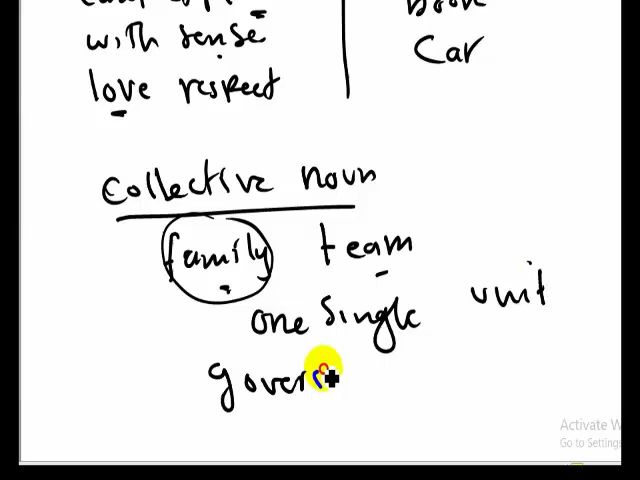 with sense
Car
love respect
Collective noun
family team
one single unit
gover
Activate W
Go to Settings